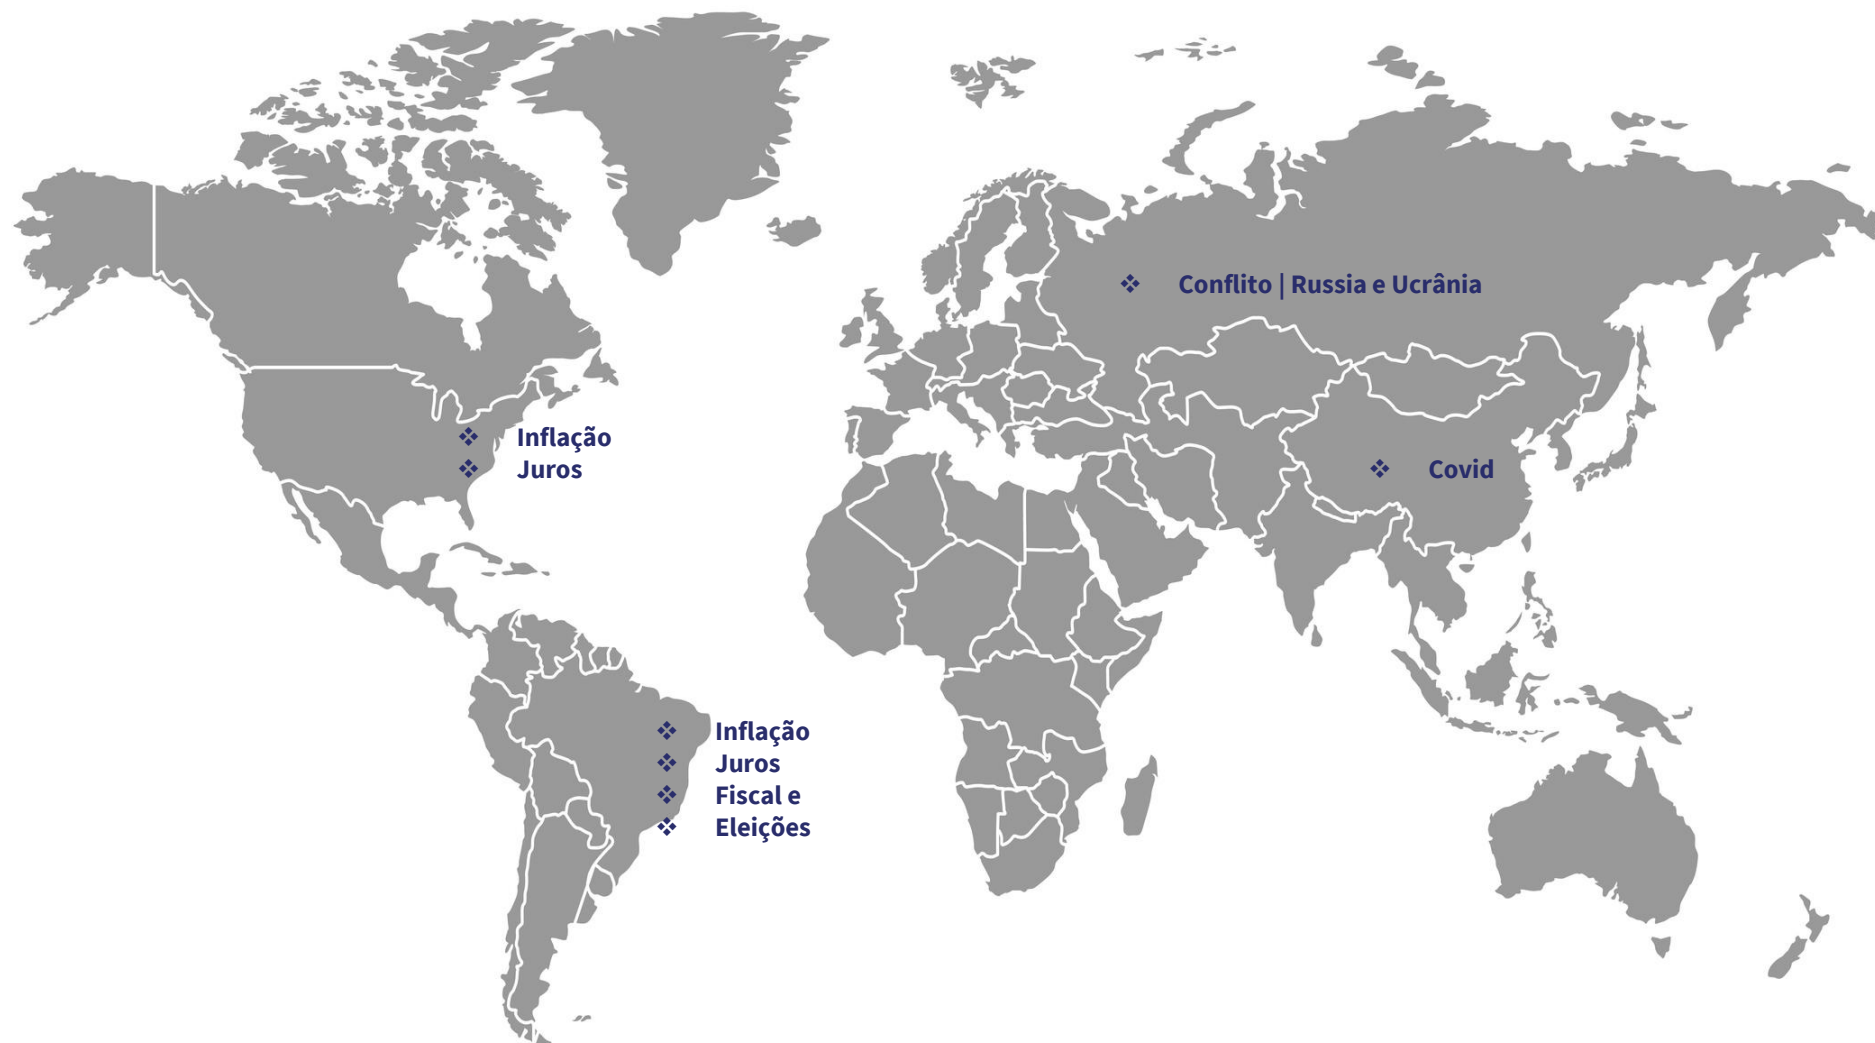 Conflito | Russia e Ucrânia
Inflação
Juros
Covid
Inflação
Juros
Fiscal e
Eleições